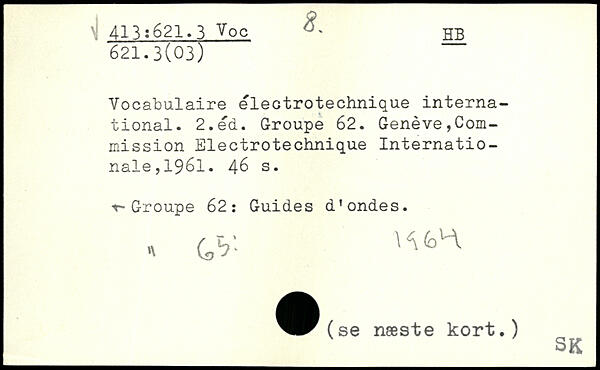 √ 413:621.3 Voc 8. HB
621.3(03)
Vocabulaire électrotechnique interna-
tional. 2.éd. Groupe 62. Genève,Com-
mission Electrotechnique Internatio-
nale,1961. 46 s.
← Groupe 62: Guides d'ondes.
" 65: 1964
(se næste kort.)
SK